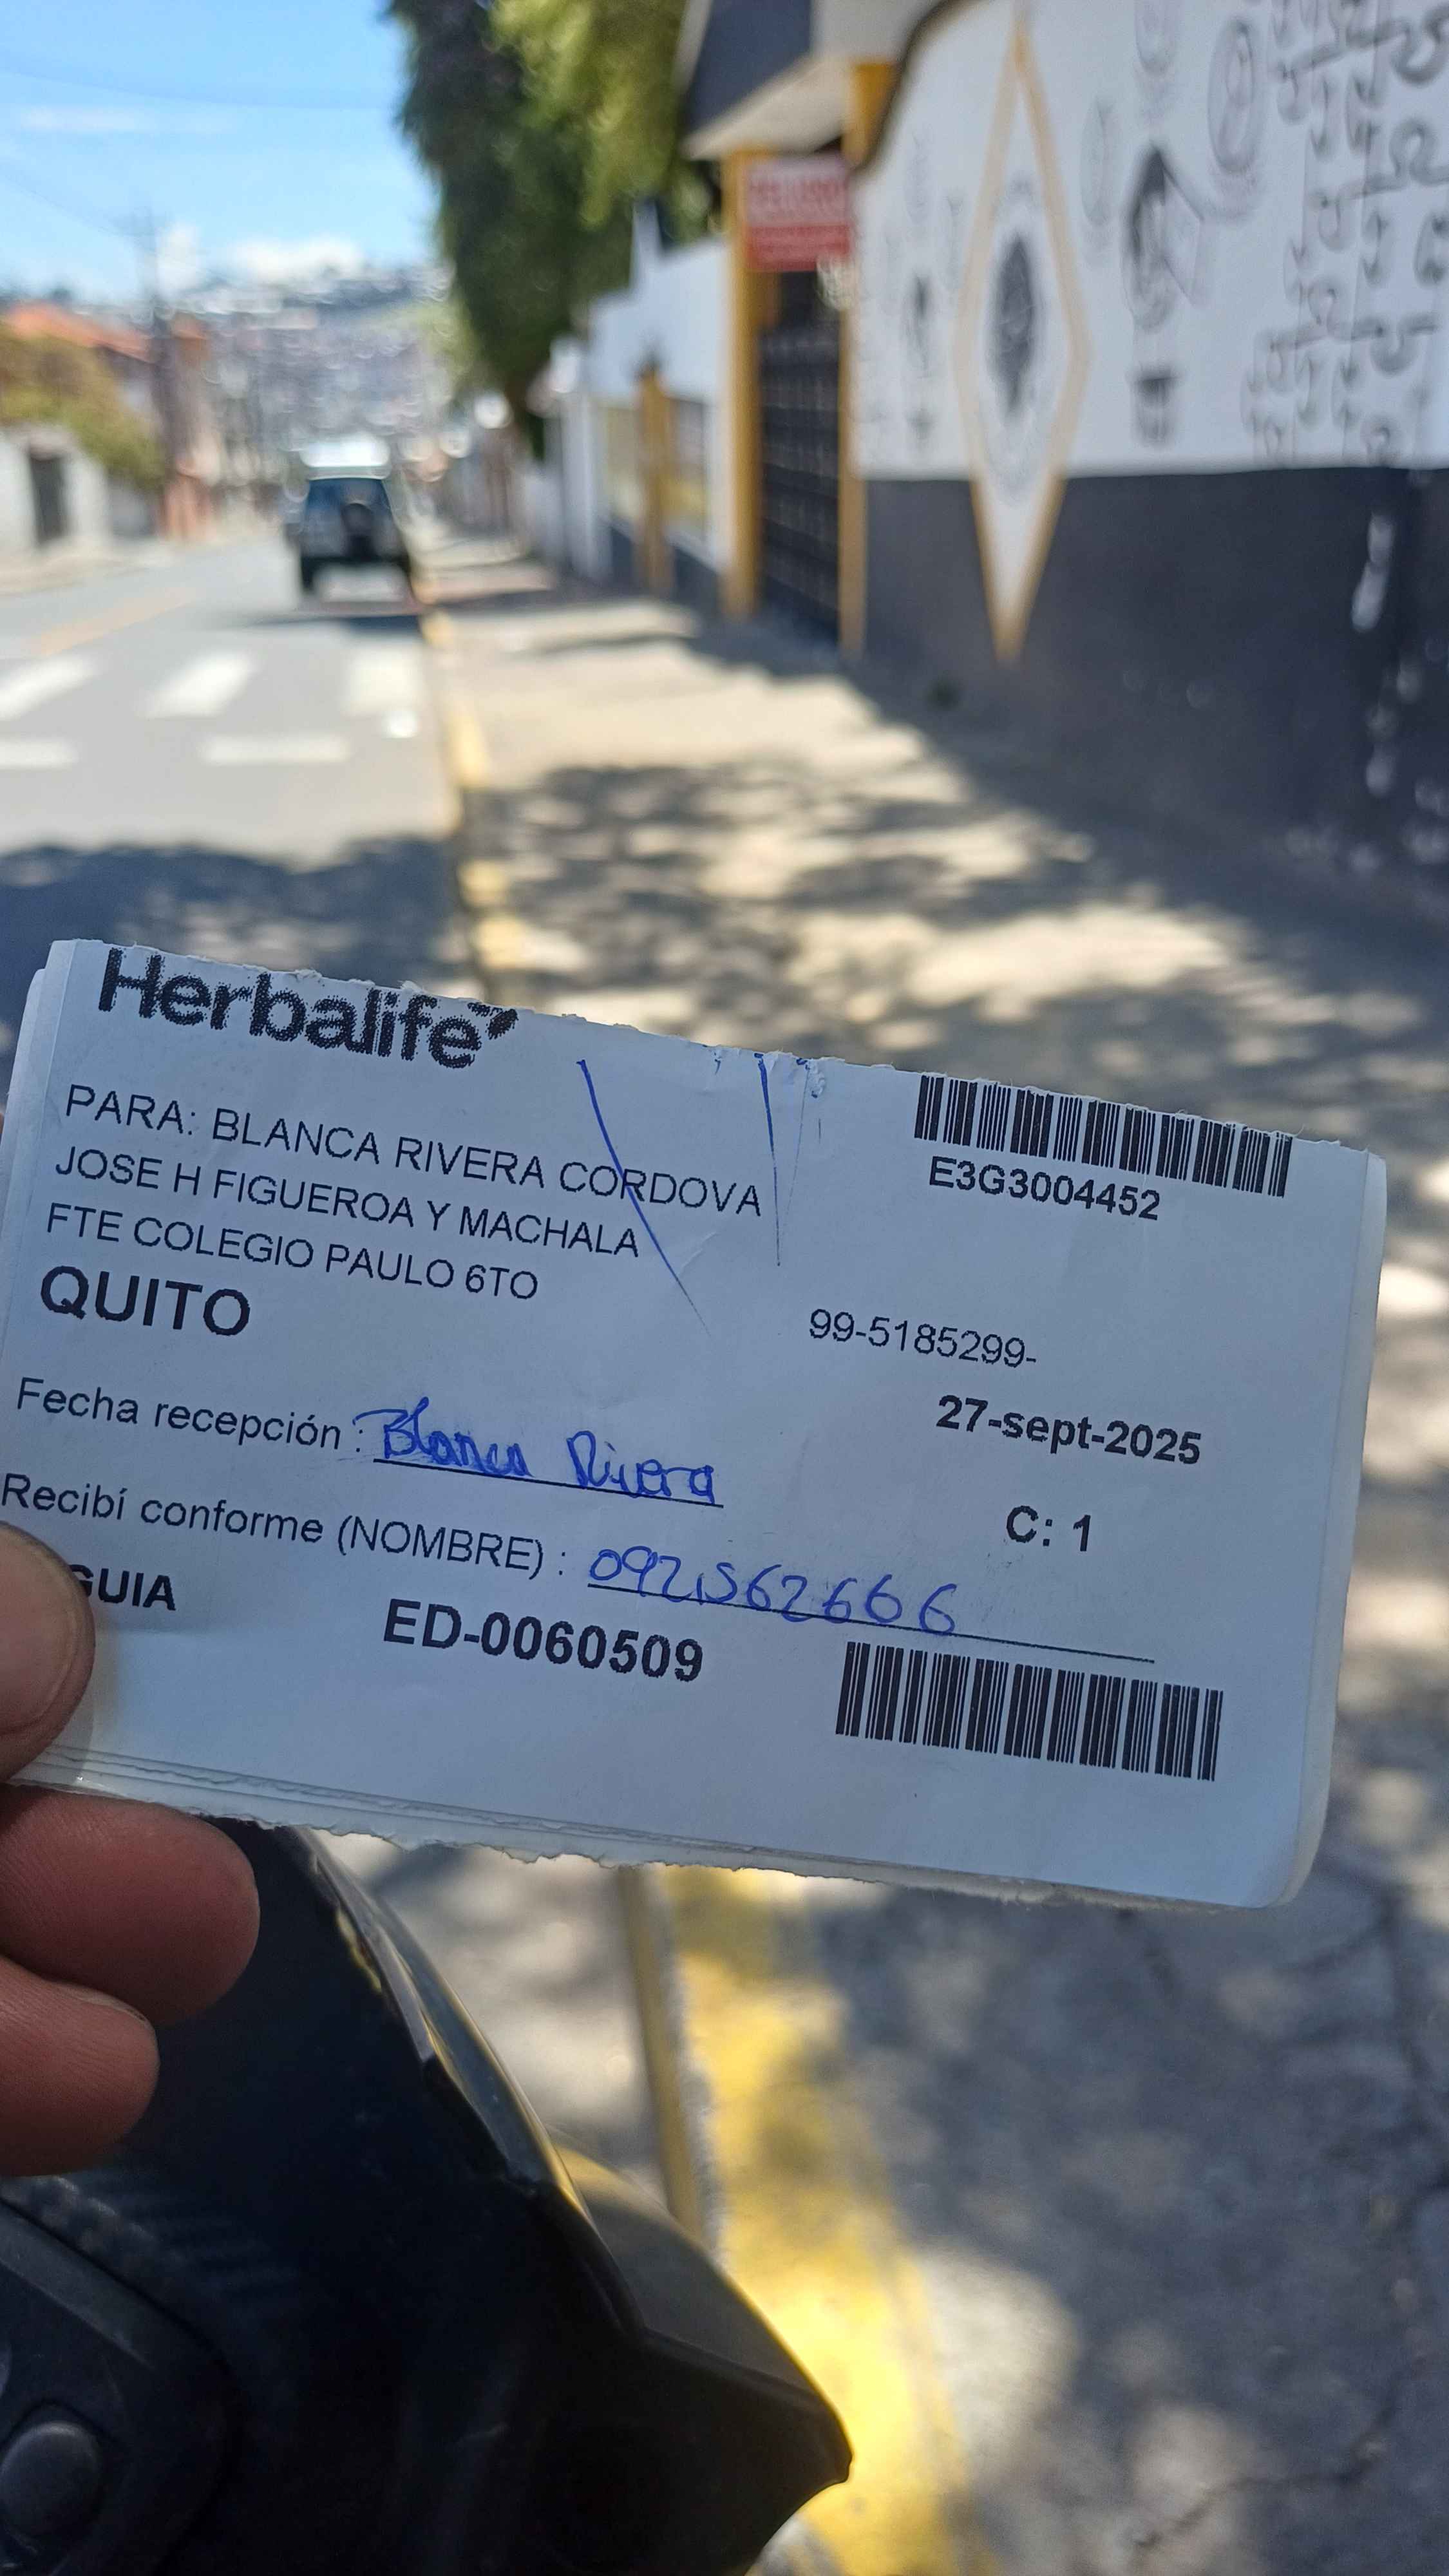 Herbalife
PARA: BLANCA RIVERA CORDOVA
JOSE H FIGUEROA Y MACHALA
FTE COLEGIO PAULO 6TO
QUITO
E3G3004452
99-5185299-
27-sept-2025
Fecha recepción : Blanca Rivera
C: 1
Recibí conforme (NOMBRE) : 092562666
GUIA
ED-0060509